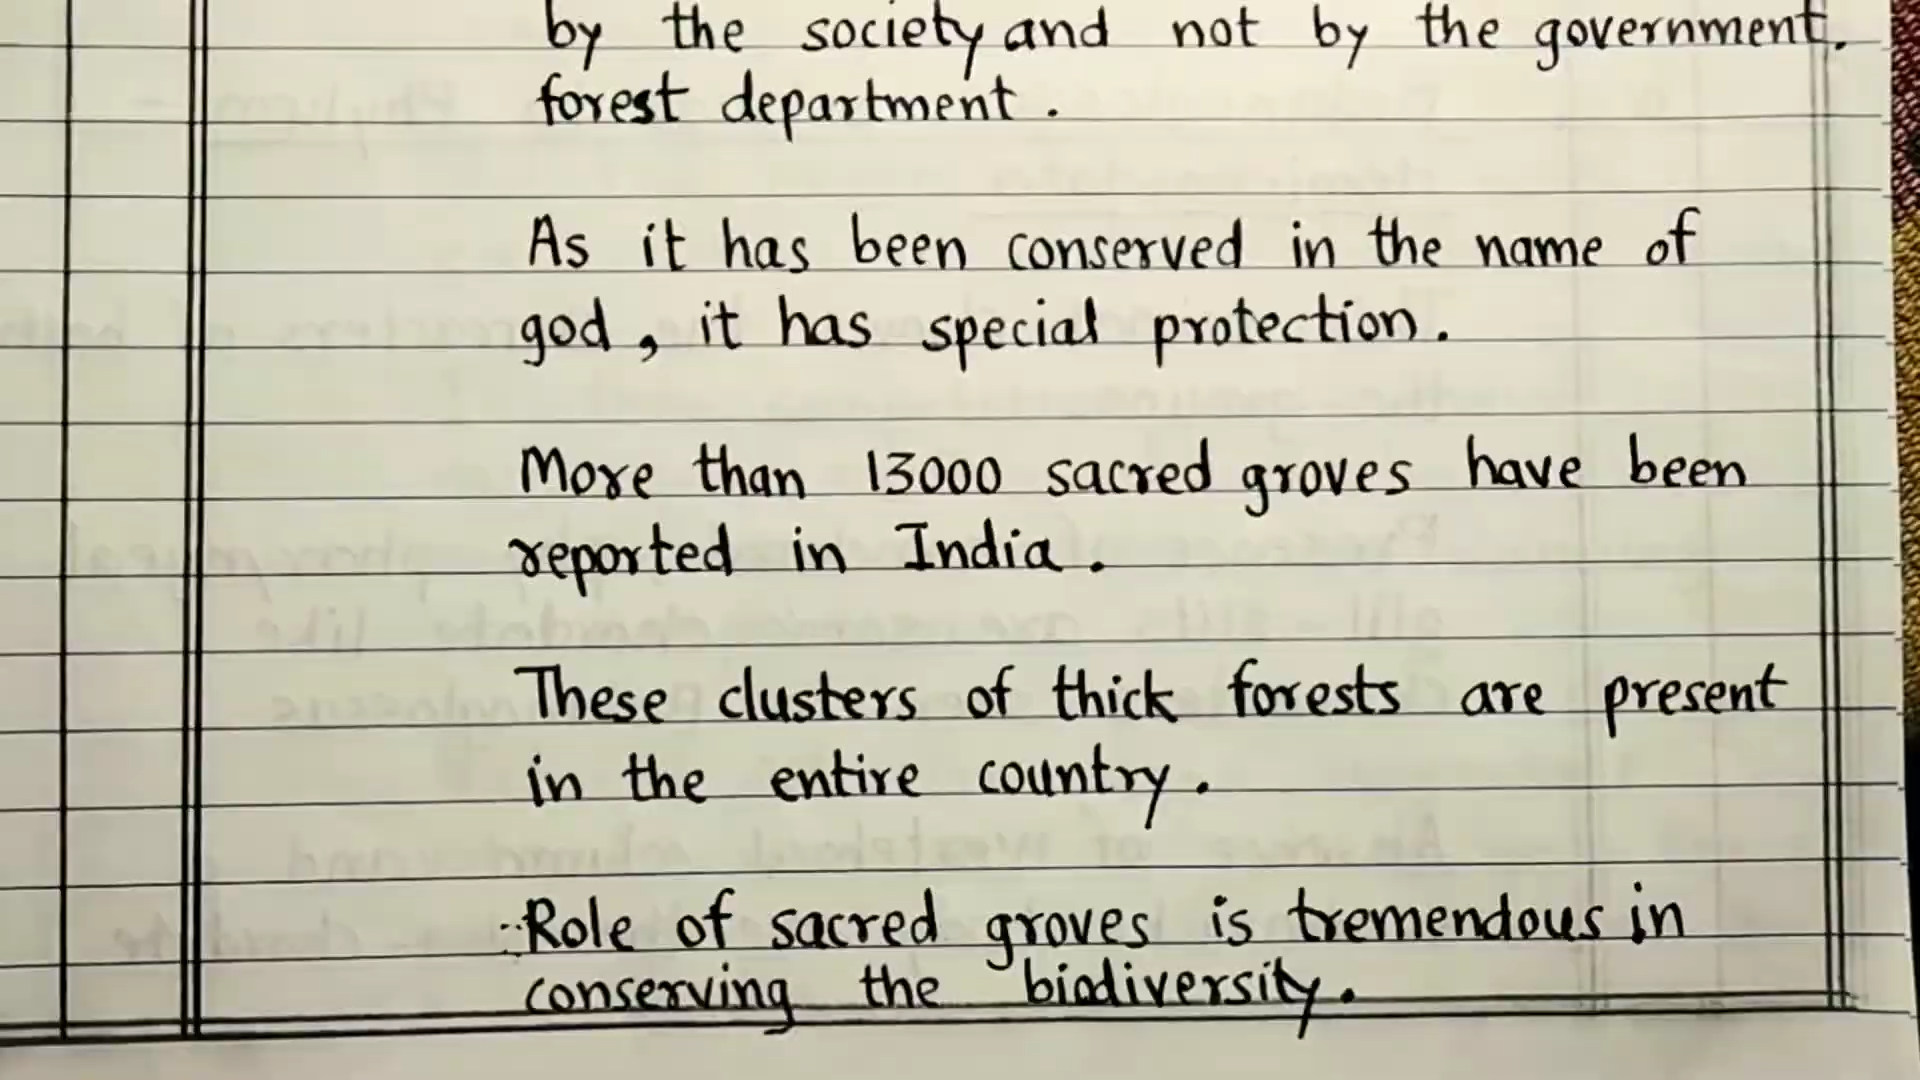 by the society and not by the government.
forest department.
As it has been conserved in the name of
god, it has special protection.
More than 13000 sacred groves have been
reported in India.
These clusters of thick forests are present
in the entire country.
Role of sacred groves is tremendous in
conserving the biodiversity.